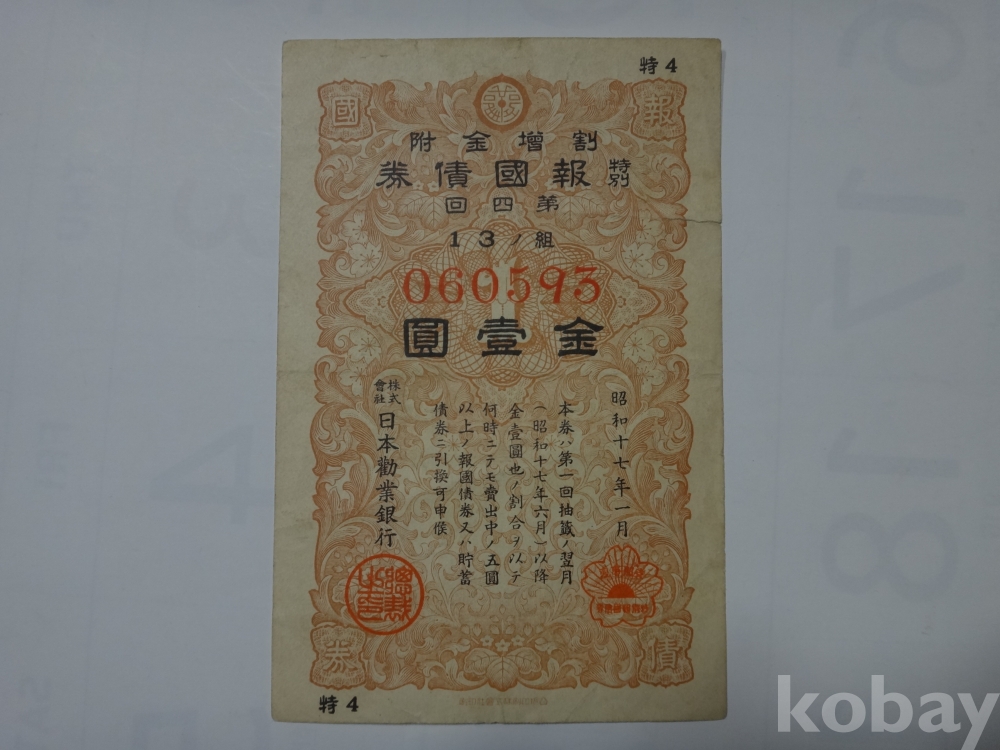 特4
國
報
割增金附
特別 報國債券
第四回
13ノ組
060593
金壹圓
昭和十七年一月
本券ハ第一回抽籤ノ翌月
(昭和十七年六月)以降
金壹圓也ノ割合ヲ以テ
何時ニテモ賣出中ノ五圓
以上ノ報國債券又ハ貯蓄
債券ニ引換可申候
株式會社
日本勸業銀行
券
債
特4
kobay